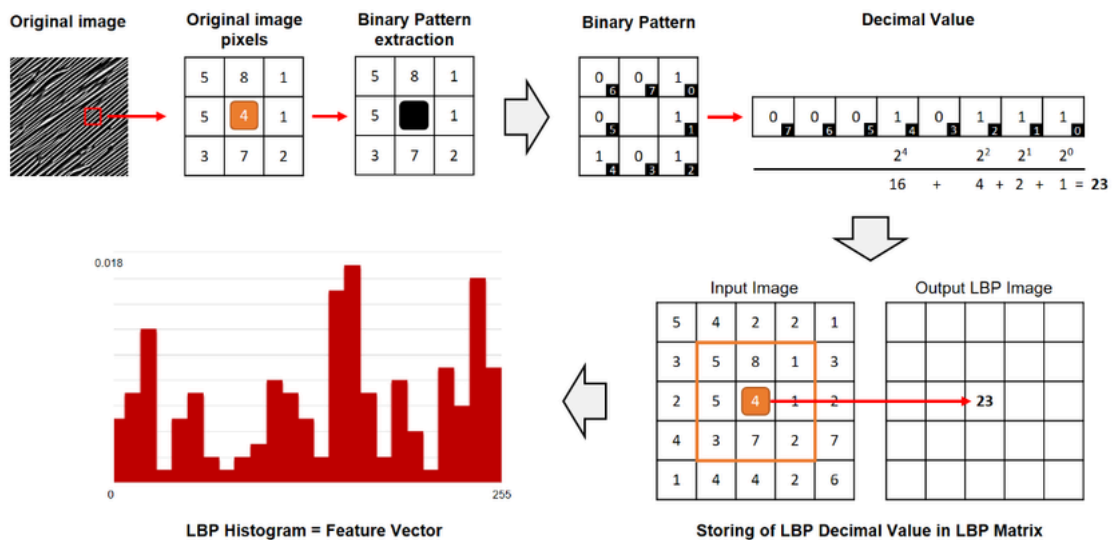 Original image
Original image
pixels
Binary Pattern
extraction
Binary Pattern
Decimal Value
5 8 1
5 4 1
3 7 2
5 8 1
5 1
3 7 2
0 6 0 7 1 0
0 5 1 1
1 4 0 3 1 2
0 7 0 6 0 5 1 4 0 3 1 2 1 1 1 0
2⁴ 2² 2¹ 2⁰
16 + 4 + 2 + 1 = 23
0.018
0 255
LBP Histogram = Feature Vector
Input Image
5 4 2 2 1
3 5 8 1 3
2 5 4 1 2
4 3 7 2 7
1 4 4 2 6
Output LBP Image
23
Storing of LBP Decimal Value in LBP Matrix